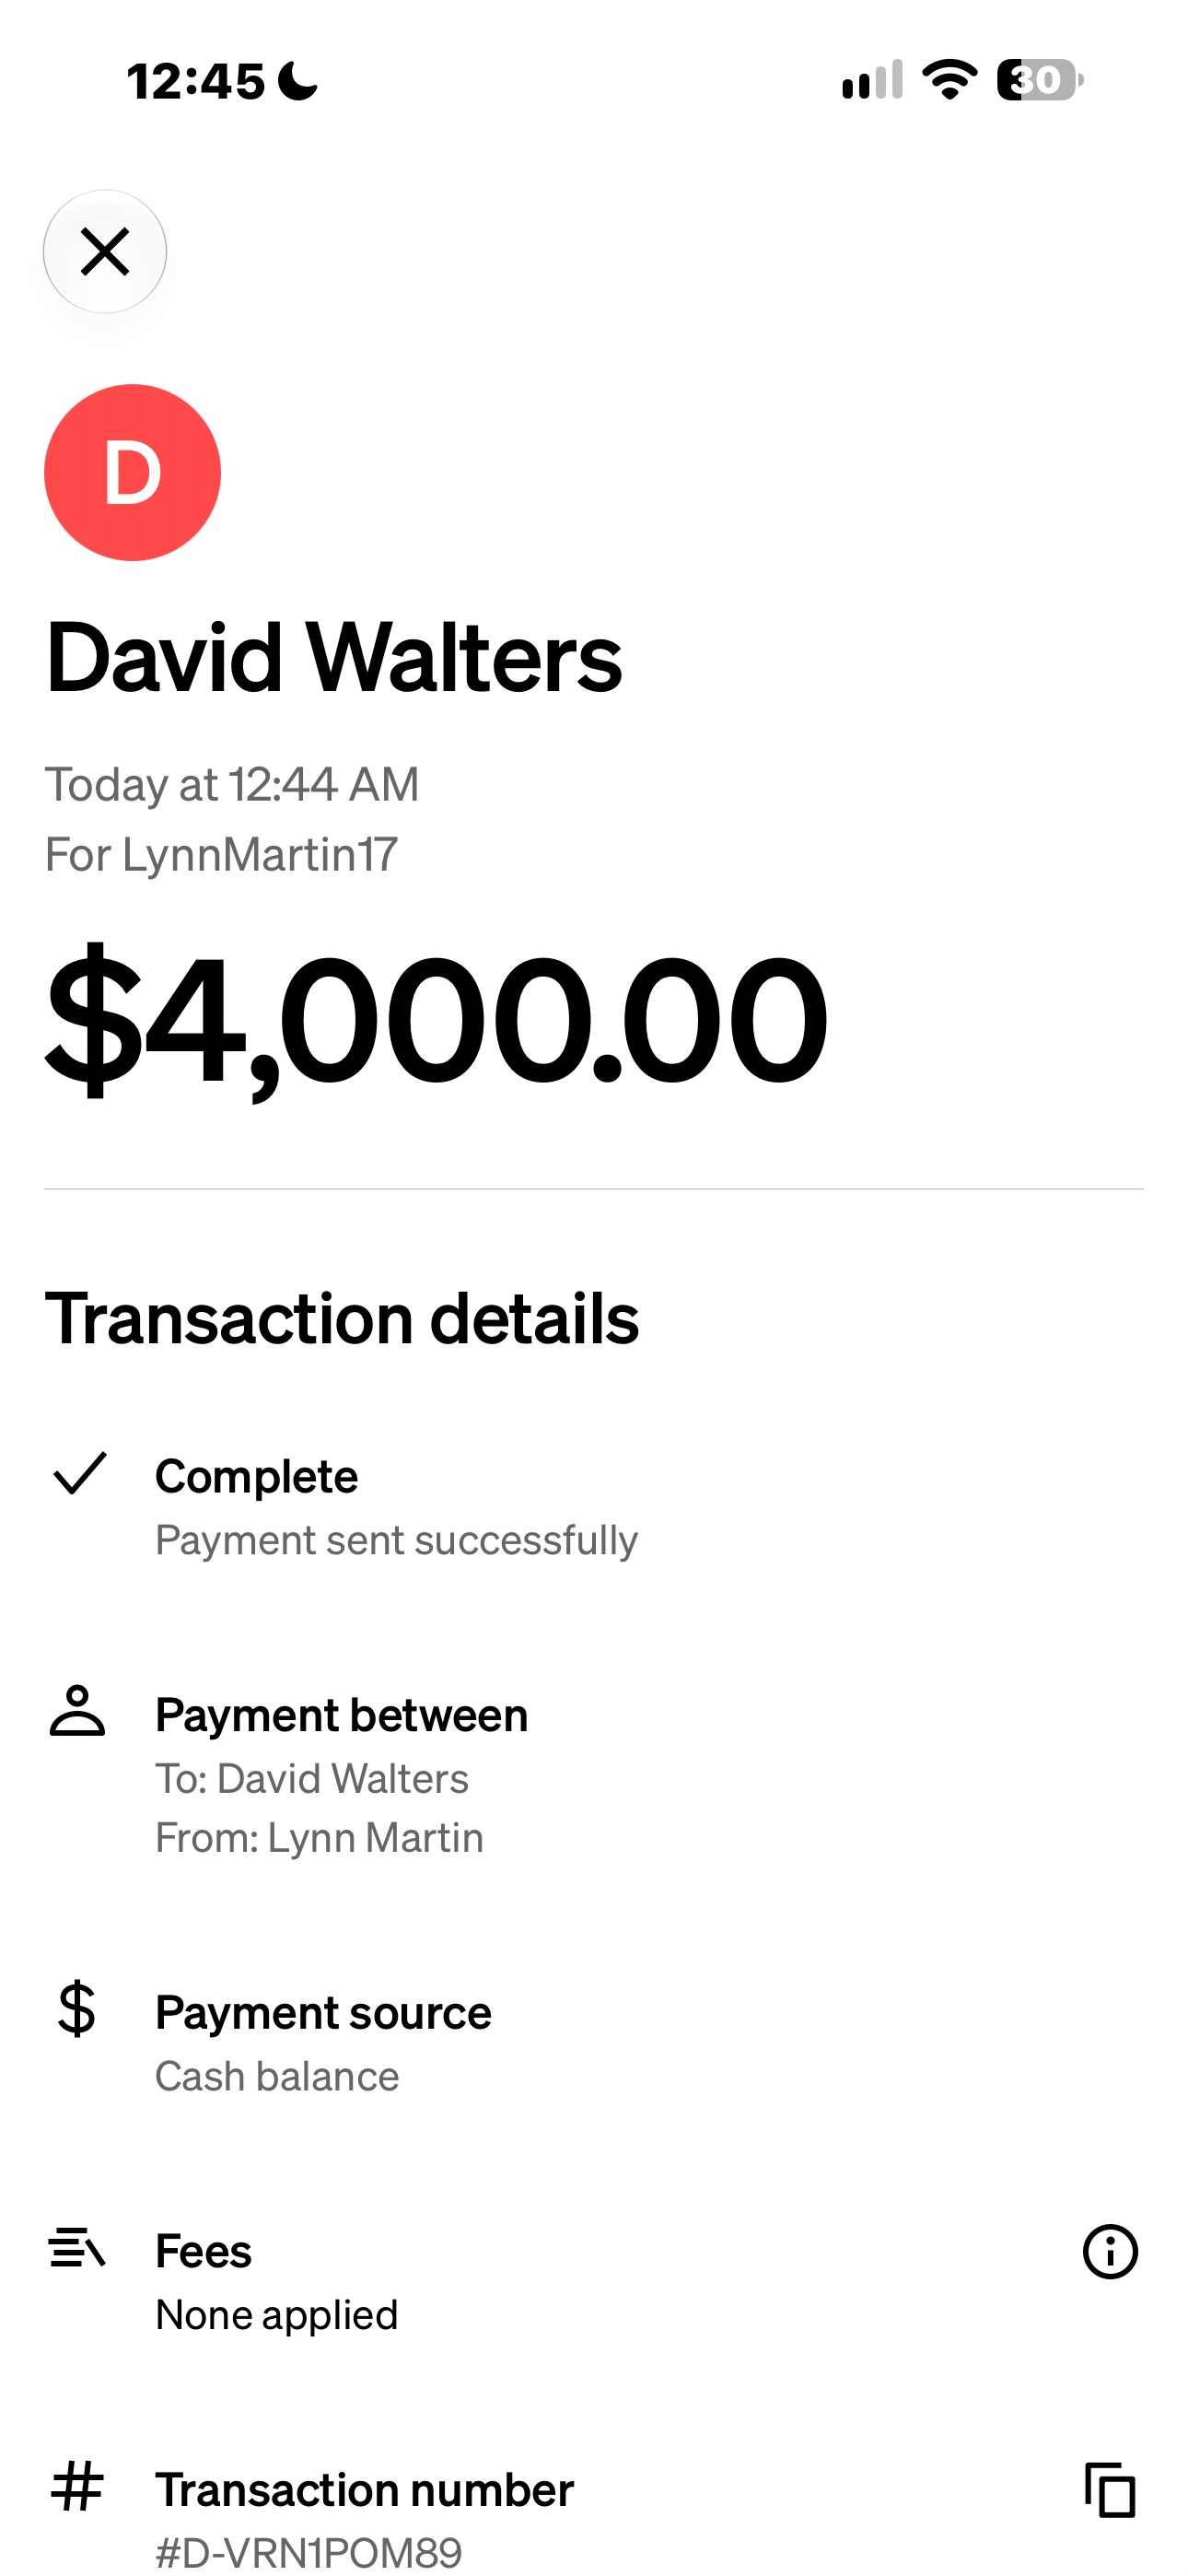 12:45
30
D
David Walters
Today at 12:44 AM
For LynnMartin17
$4,000.00
Transaction details
Complete
Payment sent successfully
Payment between
To: David Walters
From: Lynn Martin
$ Payment source
Cash balance
Fees
None applied
# Transaction number
#D-VRN1POM89